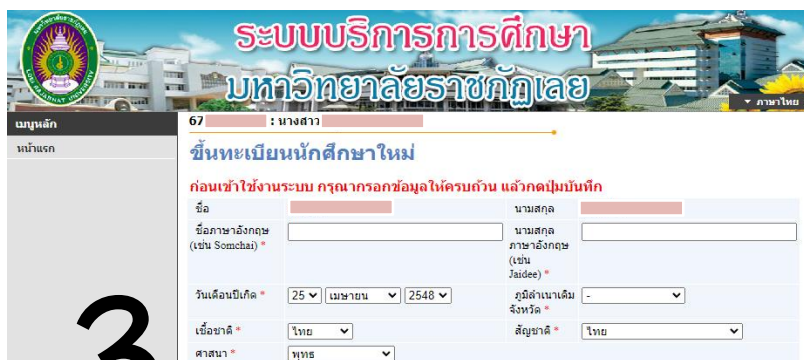 ระบบบริการการศึกษา
มหาวิทยาลัยราชภัฏเลย
ภาษาไทย
เมนูหลัก
หน้าแรก
67 : นางสาว
ขึ้นทะเบียนนักศึกษาใหม่
ก่อนเข้าใช้งานระบบ กรุณากรอกข้อมูลให้ครบถ้วน แล้วกดปุ่มบันทึก
ชื่อ นามสกุล
ชื่อภาษาอังกฤษ
(เช่น Somchai) *
นามสกุล
ภาษาอังกฤษ
(เช่น
Jaidee) *
วันเดือนปีเกิด * 25 เมษายน 2548
ภูมิลำเนาเดิม
จังหวัด * -
เชื้อชาติ * ไทย สัญชาติ * ไทย
ศาสนา * พุทธ
3